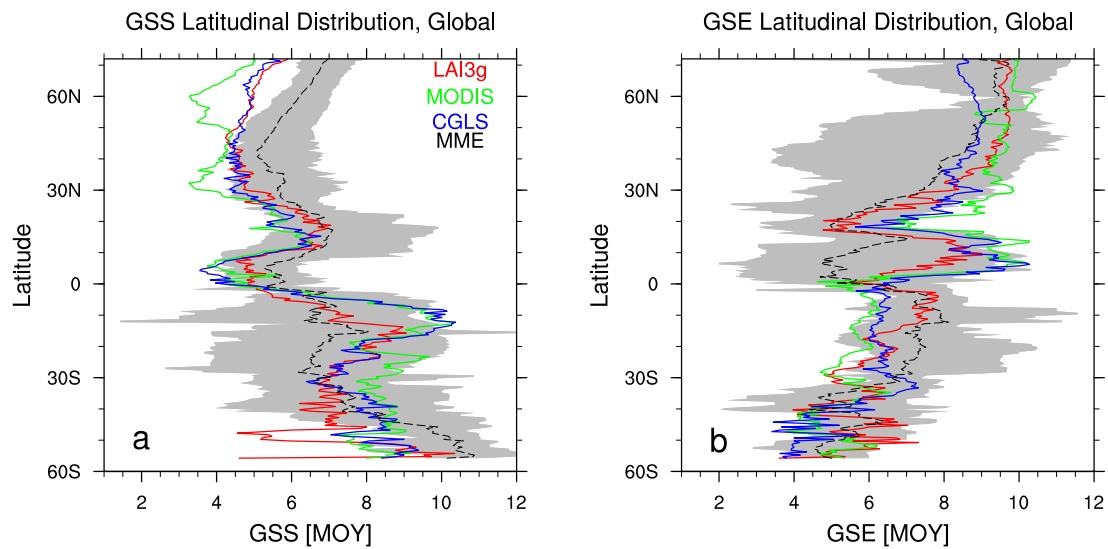 GSS Latitudinal Distribution, Global
LAI3g
MODIS
CGLS
MME
60N
30N
0
30S
60S
Latitude
a
2 4 6 8 10 12
GSS [MOY]
GSE Latitudinal Distribution, Global
60N
30N
0
30S
60S
Latitude
b
2 4 6 8 10 12
GSE [MOY]